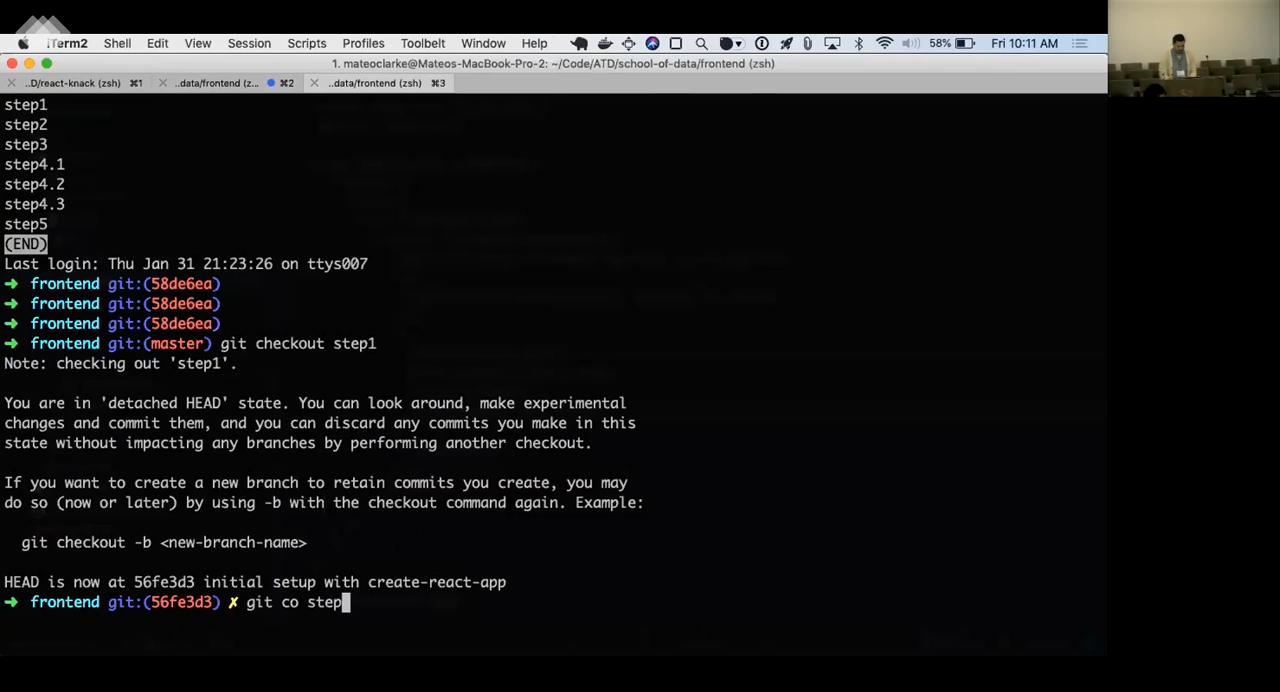 iTerm2 Shell Edit View Session Scripts Profiles Toolbelt Window Help 58% Fri 10:11 AM
1. mateoclarke@Mateos-MacBook-Pro-2: ~/Code/ATD/school-of-data/frontend (zsh)
..D/react-knack (zsh) ⌘1 ..data/frontend (z... ⌘2 ..data/frontend (zsh) ⌘3
step1
step2
step3
step4.1
step4.2
step4.3
step5
(END)
Last login: Thu Jan 31 21:23:26 on ttys007
→ frontend git:(58de6ea)
→ frontend git:(58de6ea)
→ frontend git:(58de6ea)
→ frontend git:(master) git checkout step1
Note: checking out 'step1'.
You are in 'detached HEAD' state. You can look around, make experimental
changes and commit them, and you can discard any commits you make in this
state without impacting any branches by performing another checkout.
If you want to create a new branch to retain commits you create, you may
do so (now or later) by using -b with the checkout command again. Example:
git checkout -b <new-branch-name>
HEAD is now at 56fe3d3 initial setup with create-react-app
→ frontend git:(56fe3d3) ✗ git co step